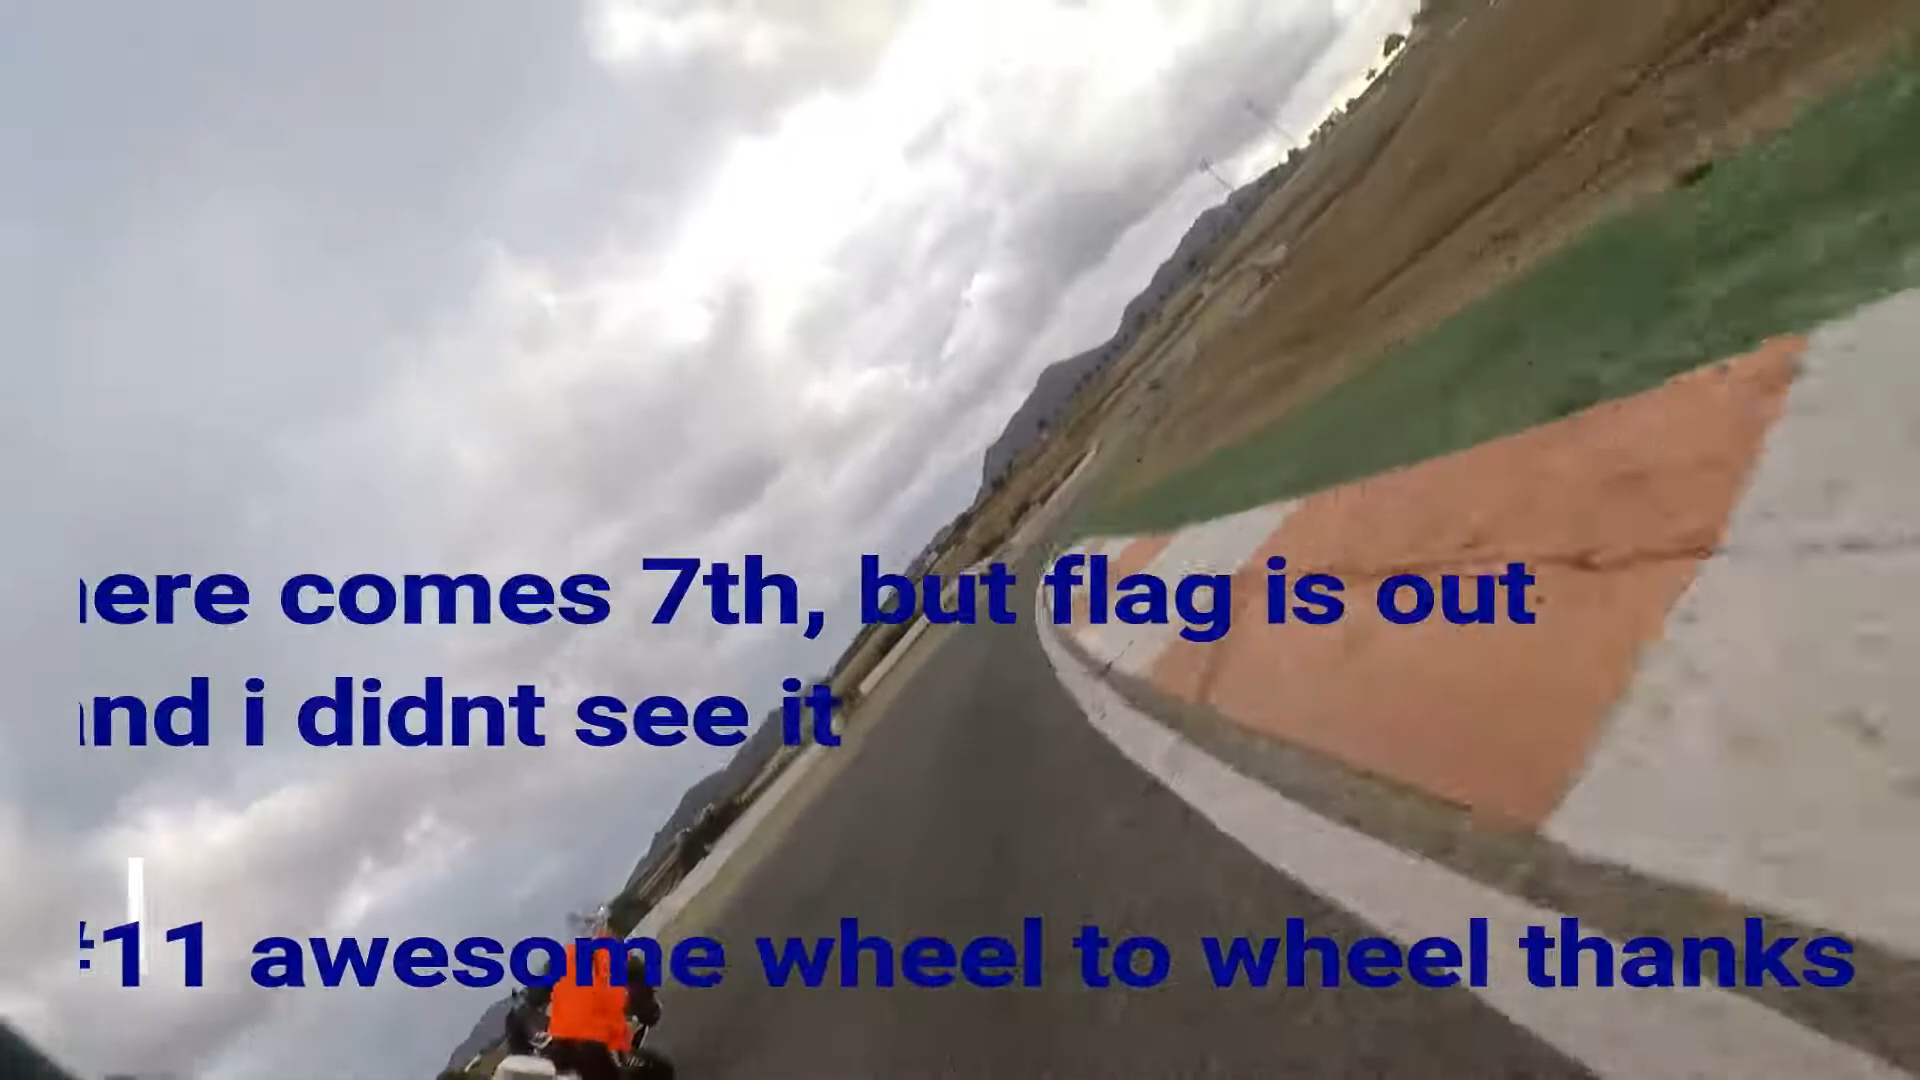 ere comes 7th, but flag is out
nd i didnt see it
#11 awesome wheel to wheel thanks